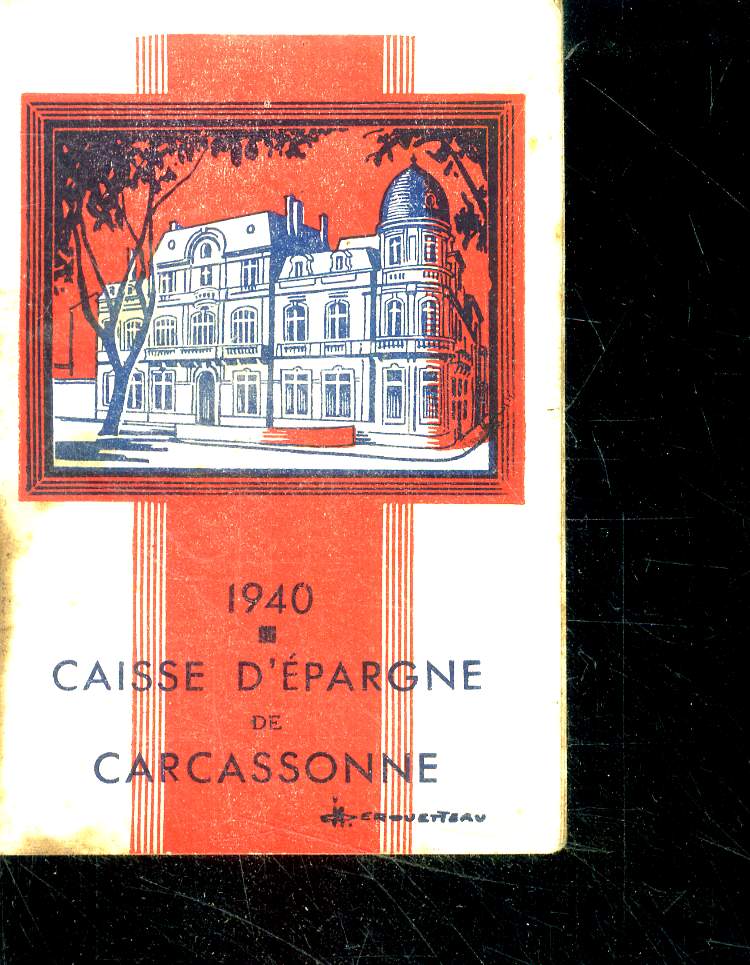 1940
CAISSE D'ÉPARGNE
DE
CARCASSONNE